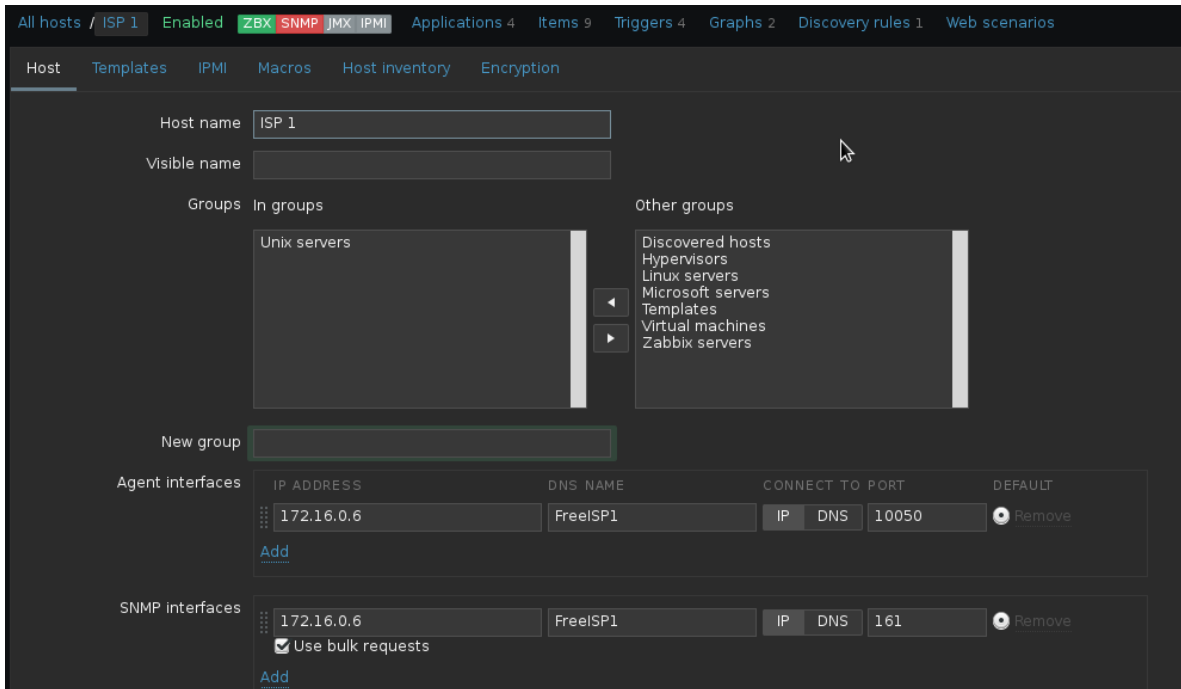 All hosts / ISP 1 Enabled ZBX SNMP JMX IPMI Applications 4 Items 9 Triggers 4 Graphs 2 Discovery rules 1 Web scenarios
Host Templates IPMI Macros Host inventory Encryption
Host name ISP 1
Visible name
Groups In groups Other groups
Unix servers Discovered hosts
Hypervisors
Linux servers
Microsoft servers
Templates
Virtual machines
Zabbix servers
New group
Agent interfaces IP ADDRESS DNS NAME CONNECT TO PORT DEFAULT
172.16.0.6 FreeISP1 IP DNS 10050 Remove
Add
SNMP interfaces 172.16.0.6 FreeISP1 IP DNS 161 Remove
Use bulk requests
Add